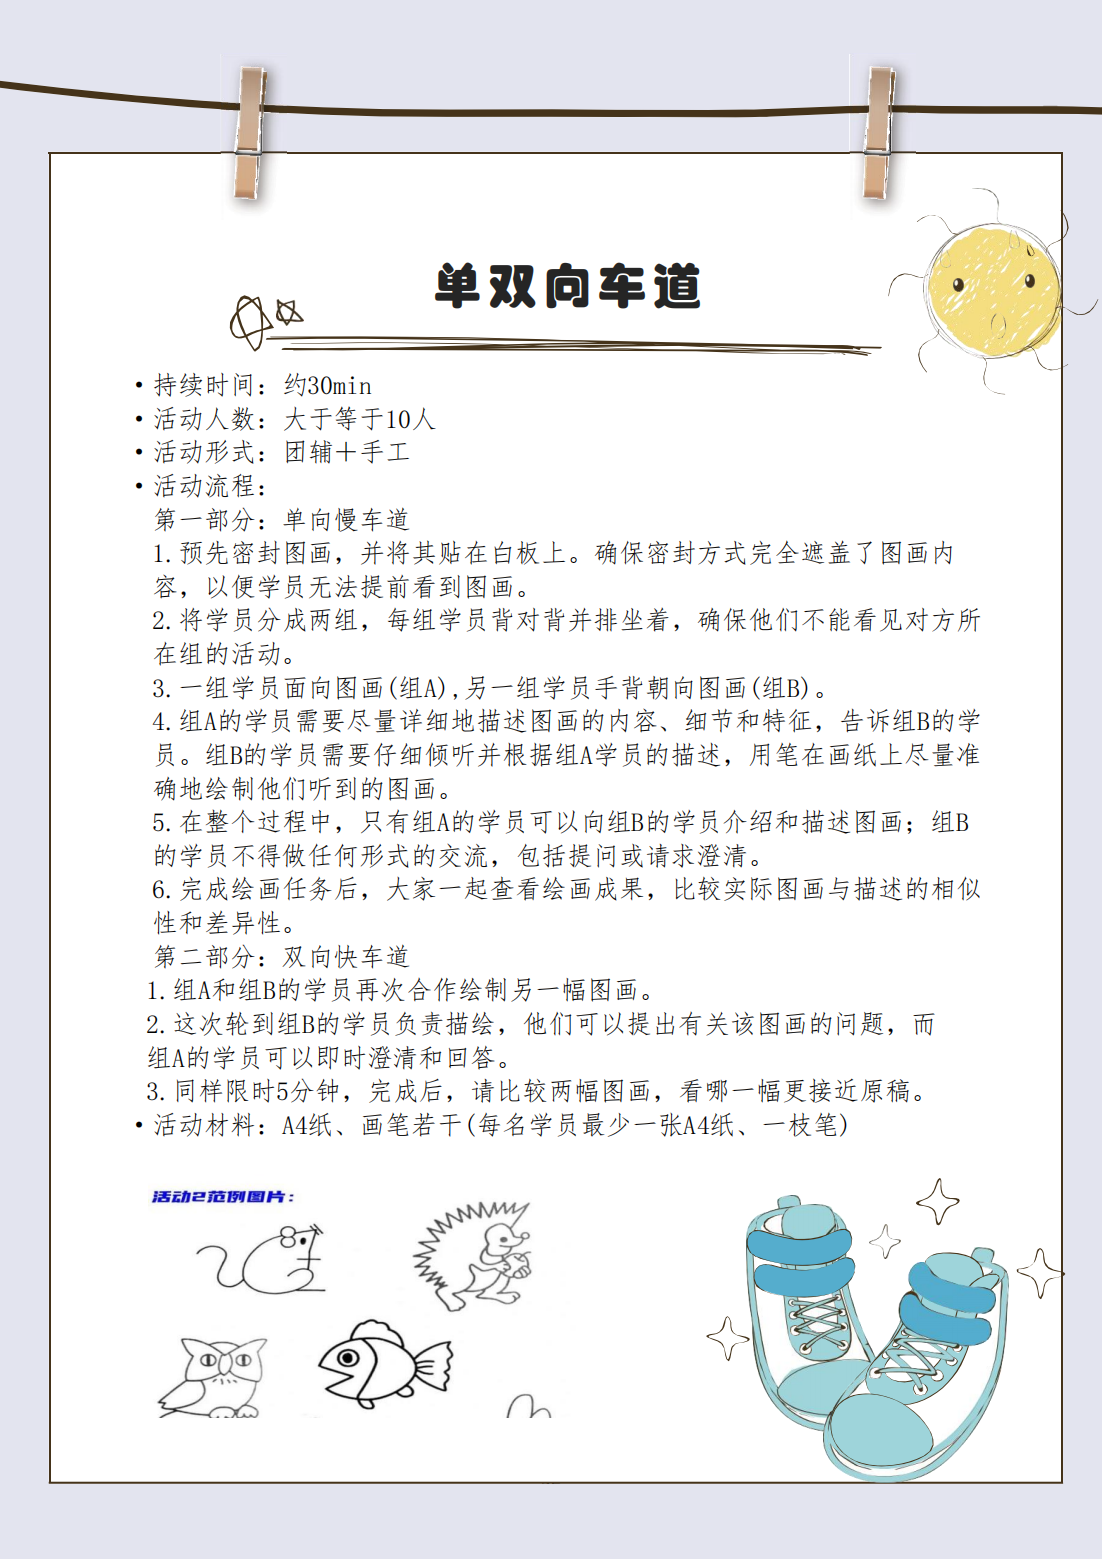 单双向车道
• 持续时间：约30min
• 活动人数：大于等于10人
• 活动形式：团辅＋手工
• 活动流程：
第一部分：单向慢车道
1.预先密封图画，并将其贴在白板上。确保密封方式完全遮盖了图画内
容，以便学员无法提前看到图画。
2.将学员分成两组，每组学员背对背并排坐着，确保他们不能看见对方所
在组的活动。
3.一组学员面向图画(组A),另一组学员手背朝向图画(组B)。
4.组A的学员需要尽量详细地描述图画的内容、细节和特征，告诉组B的学
员。组B的学员需要仔细倾听并根据组A学员的描述，用笔在画纸上尽量准
确地绘制他们听到的图画。
5.在整个过程中，只有组A的学员可以向组B的学员介绍和描述图画；组B
的学员不得做任何形式的交流，包括提问或请求澄清。
6.完成绘画任务后，大家一起查看绘画成果，比较实际图画与描述的相似
性和差异性。
第二部分：双向快车道
1.组A和组B的学员再次合作绘制另一幅图画。
2.这次轮到组B的学员负责描绘，他们可以提出有关该图画的问题，而
组A的学员可以即时澄清和回答。
3.同样限时5分钟，完成后，请比较两幅图画，看哪一幅更接近原稿。
• 活动材料：A4纸、画笔若干(每名学员最少一张A4纸、一枝笔)
活动2范例图片：